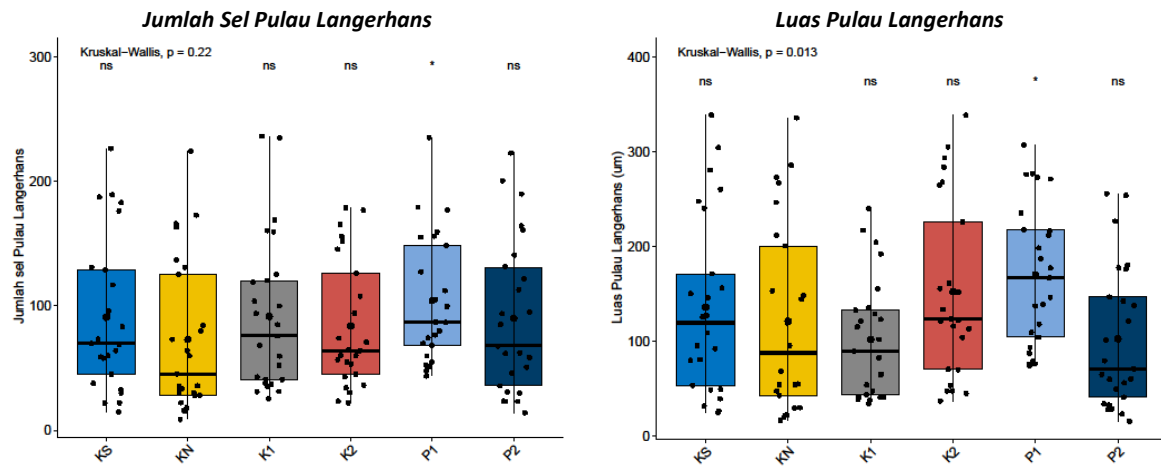 Jumlah Sel Pulau Langerhans
Kruskal-Wallis, p = 0.22
ns
ns
ns
*
ns
Jumlah sel Pulau Langerhans
300
200
100
0
KS
KN
K1
K2
P1
P2
Luas Pulau Langerhans
Kruskal-Wallis, p = 0.013
ns
ns
ns
*
ns
Luas Pulau Langerhans (um)
400
300
200
100
0
KS
KN
K1
K2
P1
P2